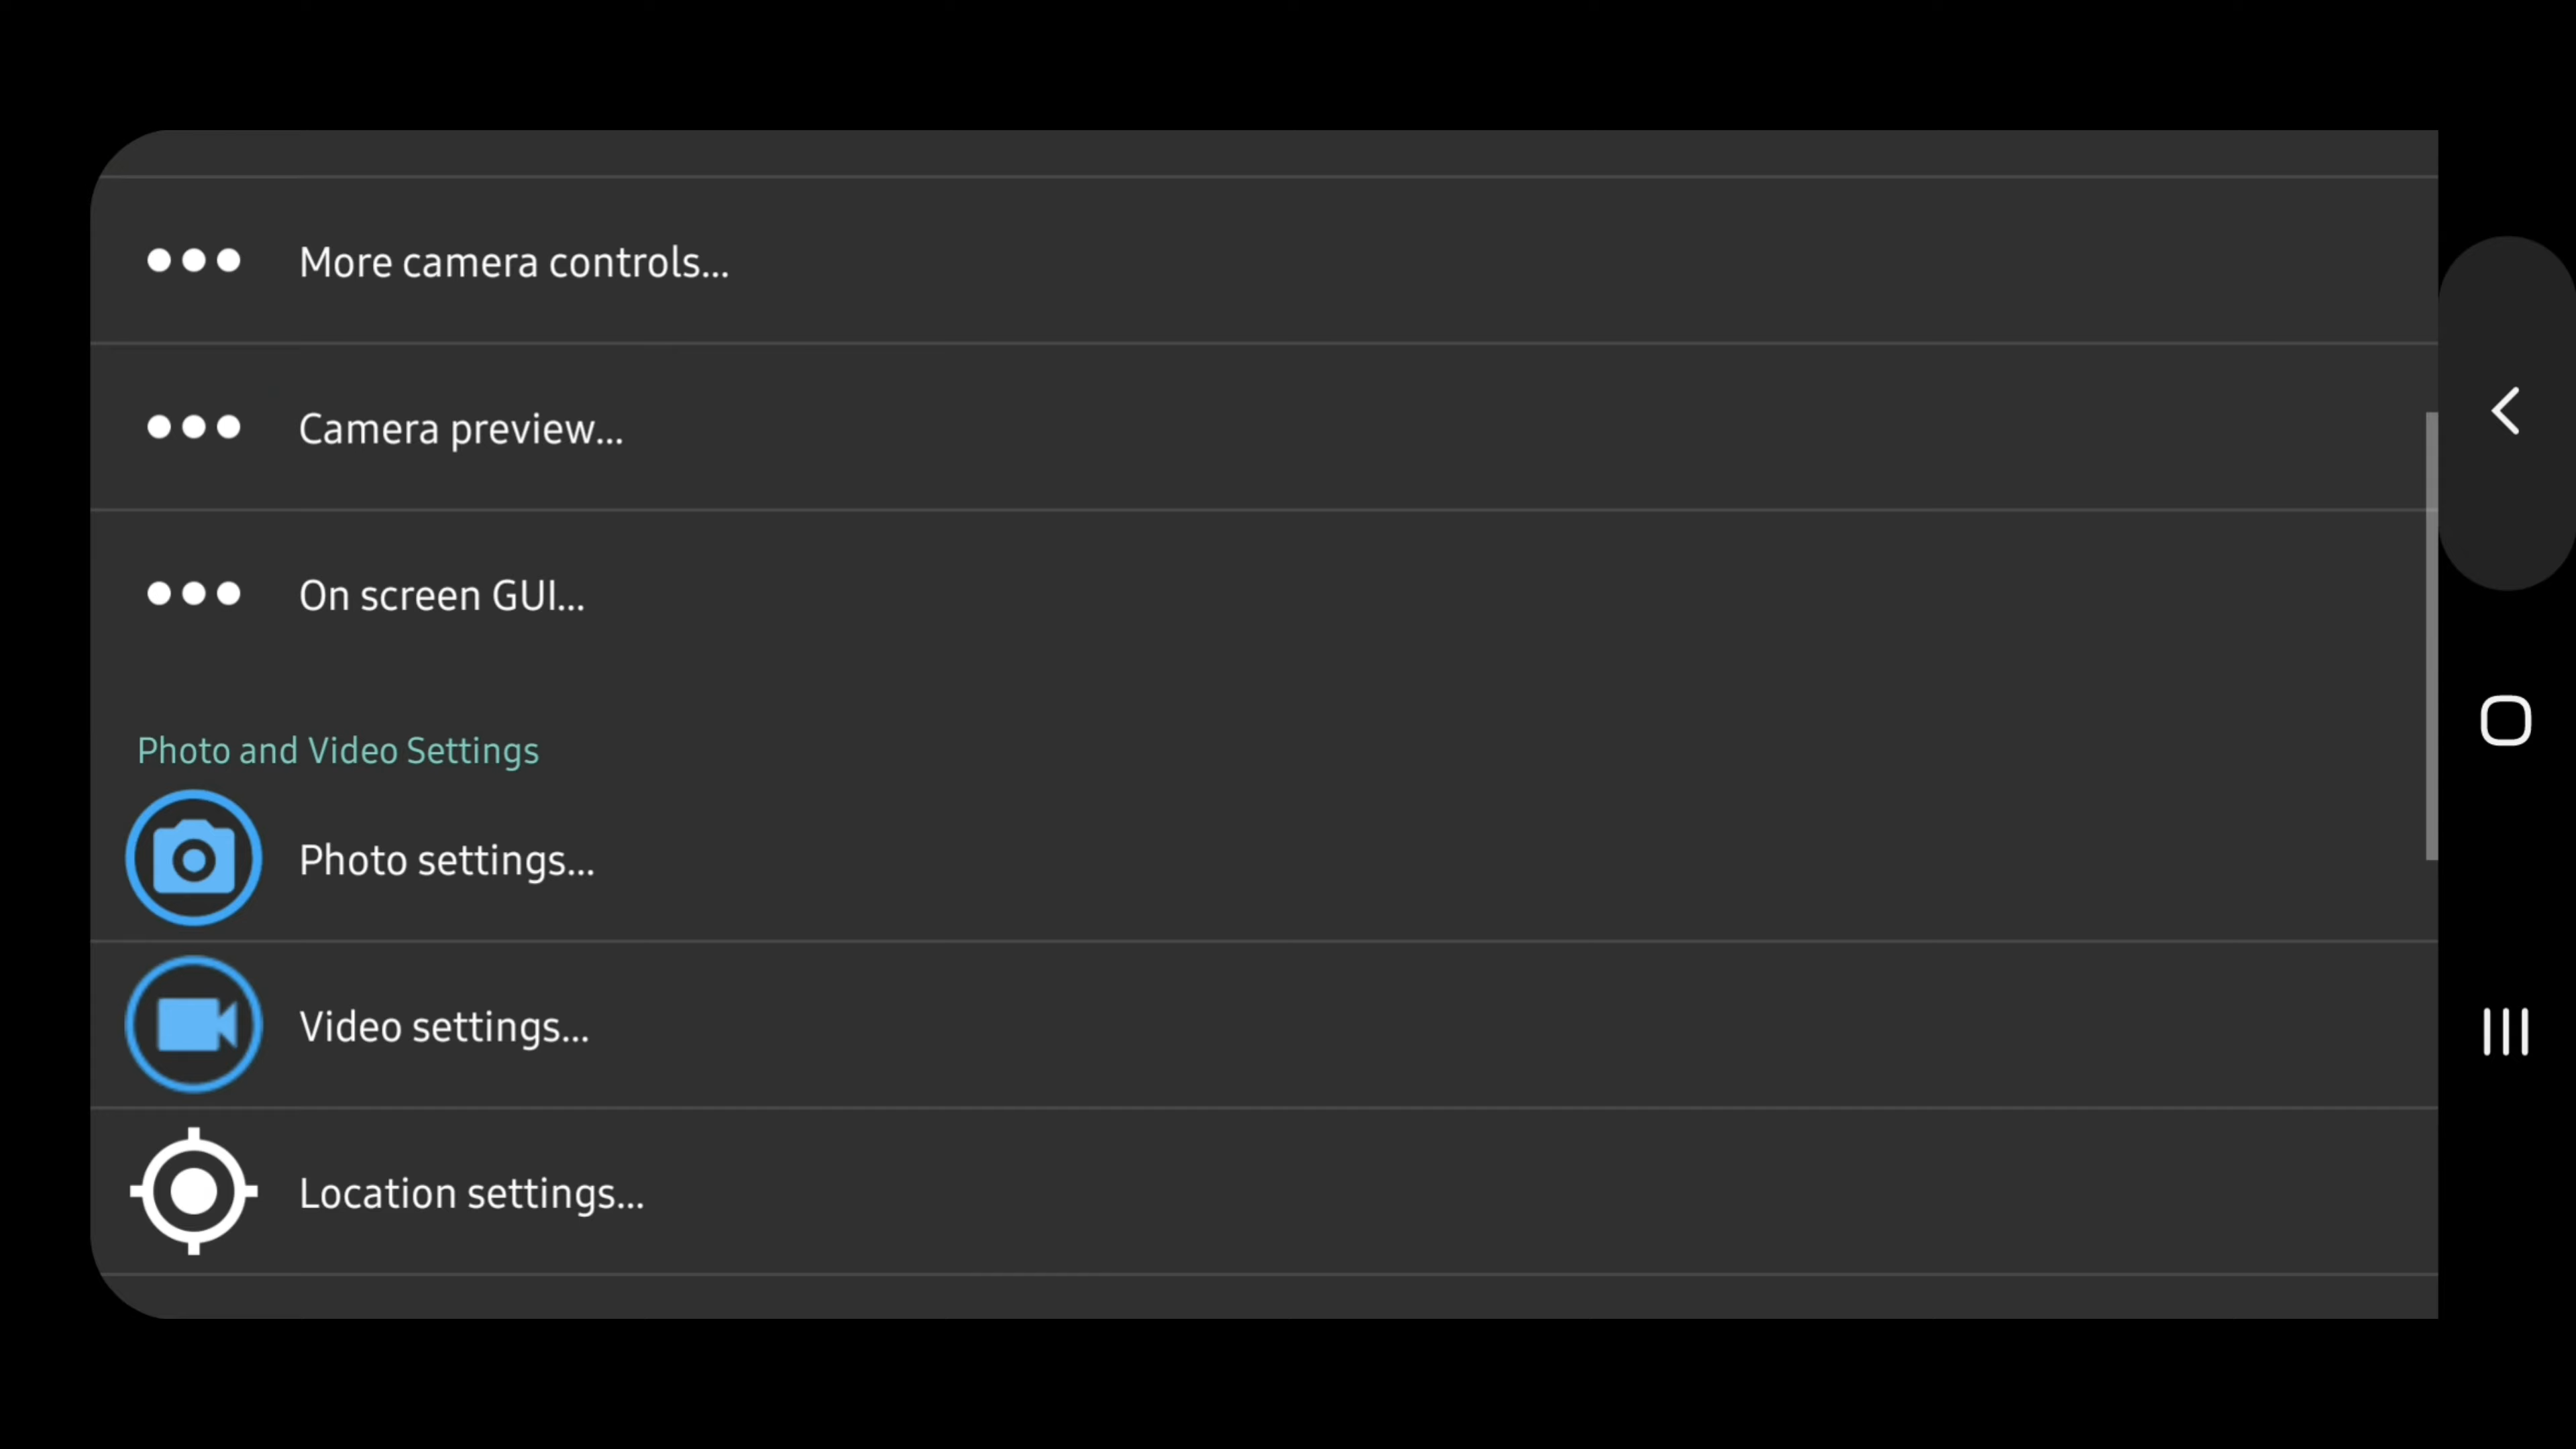 More camera controls...
Camera preview...
On screen GUI...
Photo and Video Settings
Photo settings...
Video settings...
Location settings...